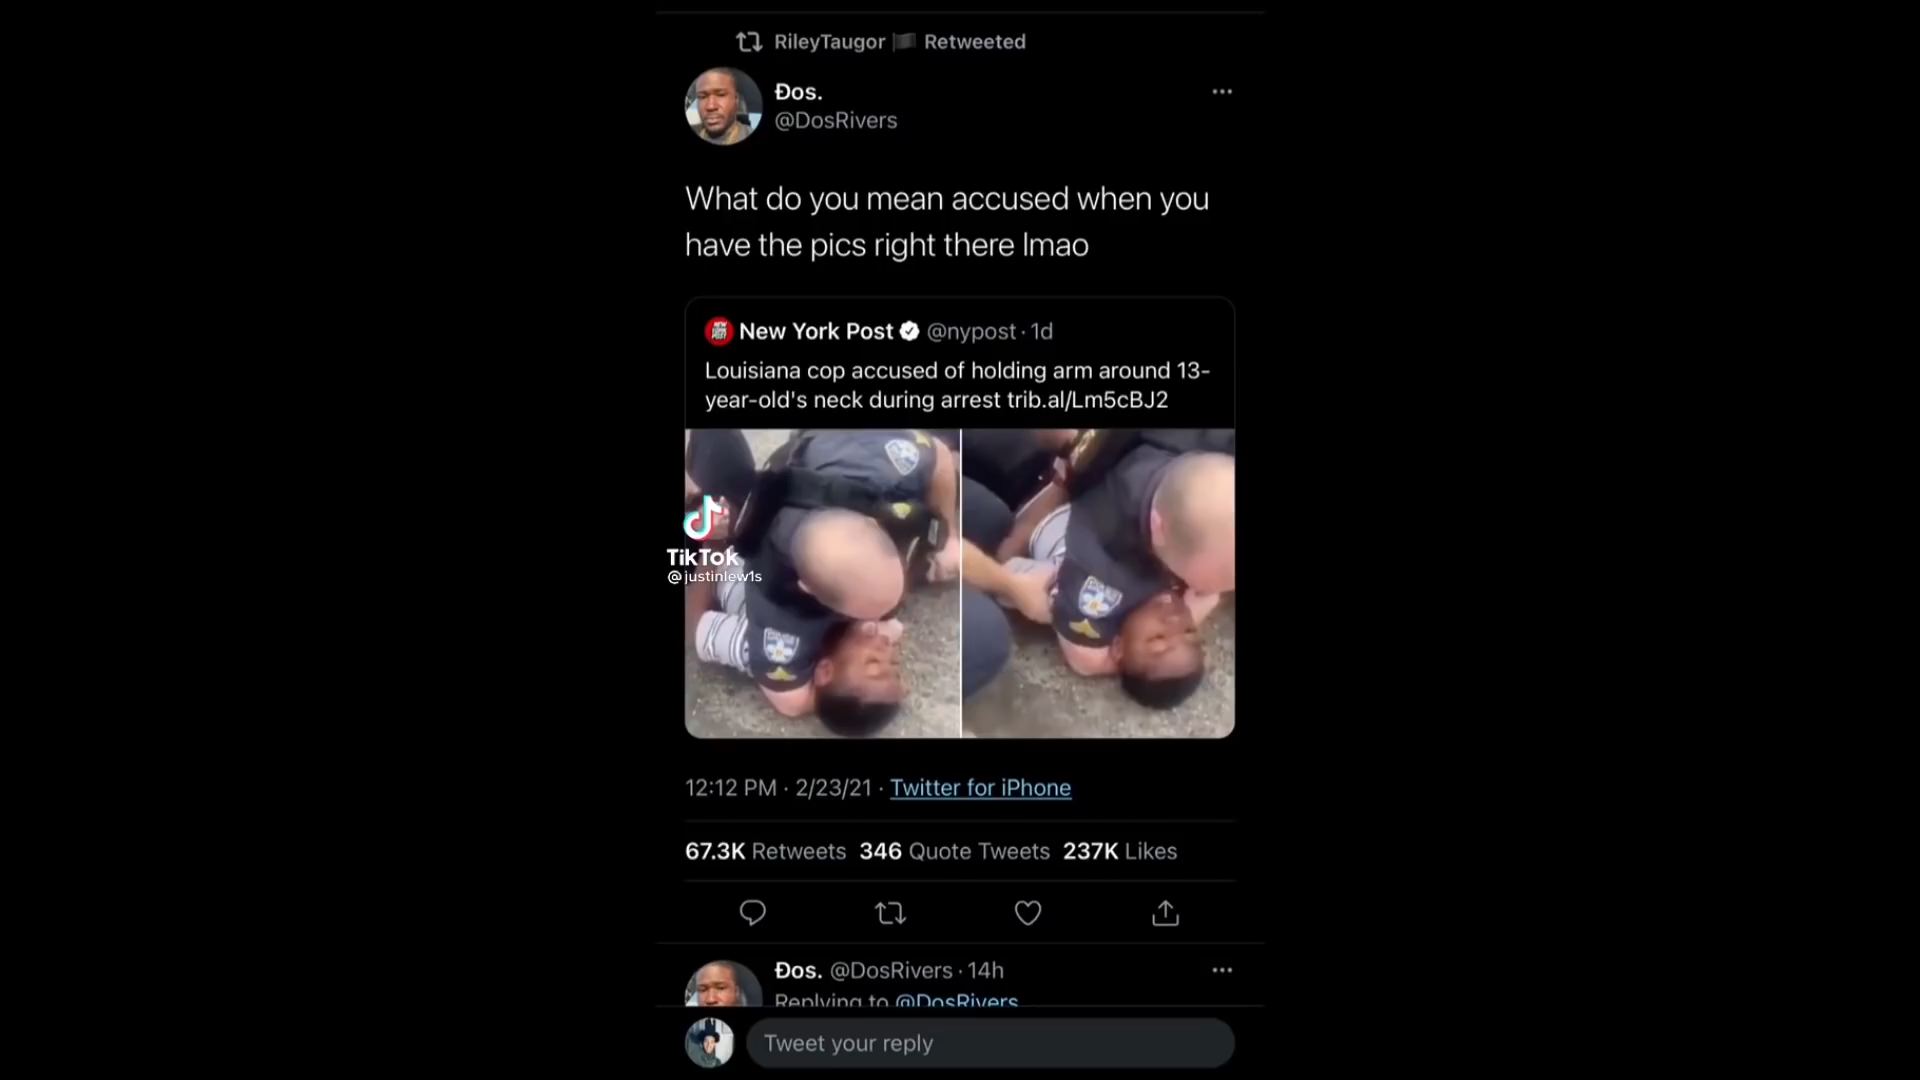 RileyTaugor 🏴 Retweeted
Ðos.
@DosRivers
What do you mean accused when you
have the pics right there lmao
New York Post @nypost · 1d
Louisiana cop accused of holding arm around 13-
year-old's neck during arrest trib.al/Lm5cBJ2
TikTok
@justinlew1s
12:12 PM · 2/23/21 · Twitter for iPhone
67.3K Retweets 346 Quote Tweets 237K Likes
Ðos. @DosRivers · 14h
Replying to @DosRivers
Tweet your reply